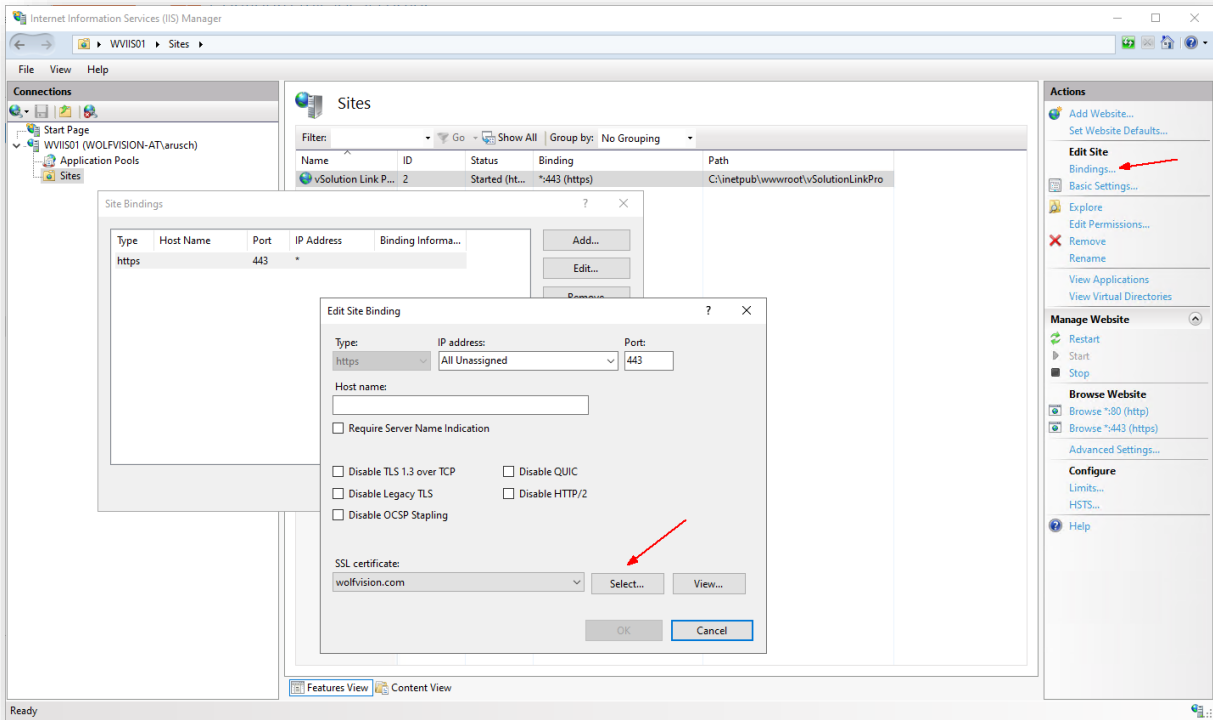 Internet Information Services (IIS) Manager
WVIIS01 Sites
File View Help
Connections
Start Page
WVIIS01 (WOLFVISION-AT\arusch)
Application Pools
Sites
Sites
Filter: Go Show All Group by: No Grouping
Name ID Status Binding Path
vSolution Link P... 2 Started (ht... *:443 (https) C:\inetpub\wwwroot\vSolutionLinkPro
Site Bindings ?
Type Host Name Port IP Address Binding Informa...
https 443 *
Add...
Edit...
Remove
Edit Site Binding ?
Type: IP address: Port:
https All Unassigned 443
Host name:
Require Server Name Indication
Disable TLS 1.3 over TCP Disable QUIC
Disable Legacy TLS Disable HTTP/2
Disable OCSP Stapling
SSL certificate:
wolfvision.com Select... View...
OK Cancel
Features View Content View
Actions
Add Website...
Set Website Defaults...
Edit Site
Bindings...
Basic Settings...
Explore
Edit Permissions...
Remove
Rename
View Applications
View Virtual Directories
Manage Website
Restart
Start
Stop
Browse Website
Browse *:80 (http)
Browse *:443 (https)
Advanced Settings...
Configure
Limits...
HSTS...
Help
Ready